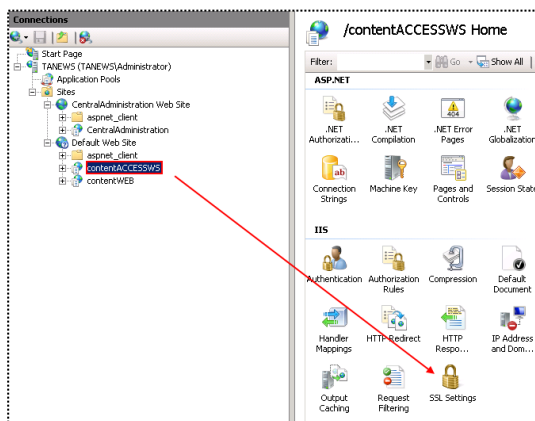 Connections
Start Page
TANEWS (TANEWS\Administrator)
Application Pools
Sites
CentralAdministration Web Site
aspnet_client
CentralAdministration
Default Web Site
aspnet_client
contentACCESSWS
contentWEB
/contentACCESSWS Home
Filter: Go Show All
ASP.NET
.NET Authorizati...
.NET Compilation
.NET Error Pages
.NET Globalization
Connection Strings
Machine Key
Pages and Controls
Session State
IIS
Authentication
Authorization Rules
Compression
Default Document
Handler Mappings
HTTP Redirect
HTTP Respo...
IP Address and Dom...
Output Caching
Request Filtering
SSL Settings